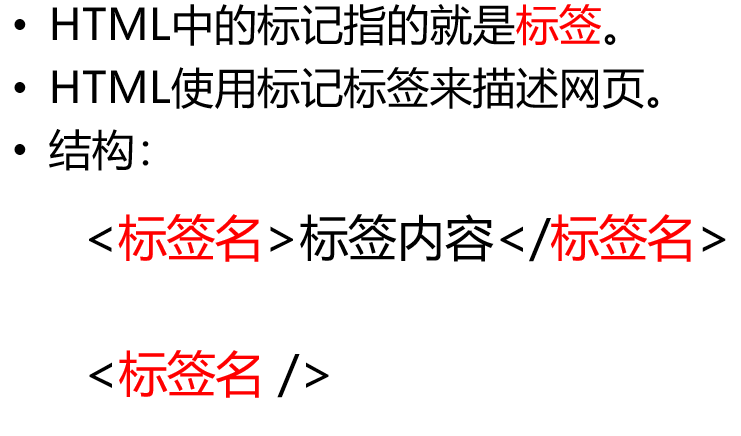 • HTML中的标记指的就是标签。
• HTML使用标记标签来描述网页。
• 结构：
<标签名>标签内容</标签名>
<标签名 />